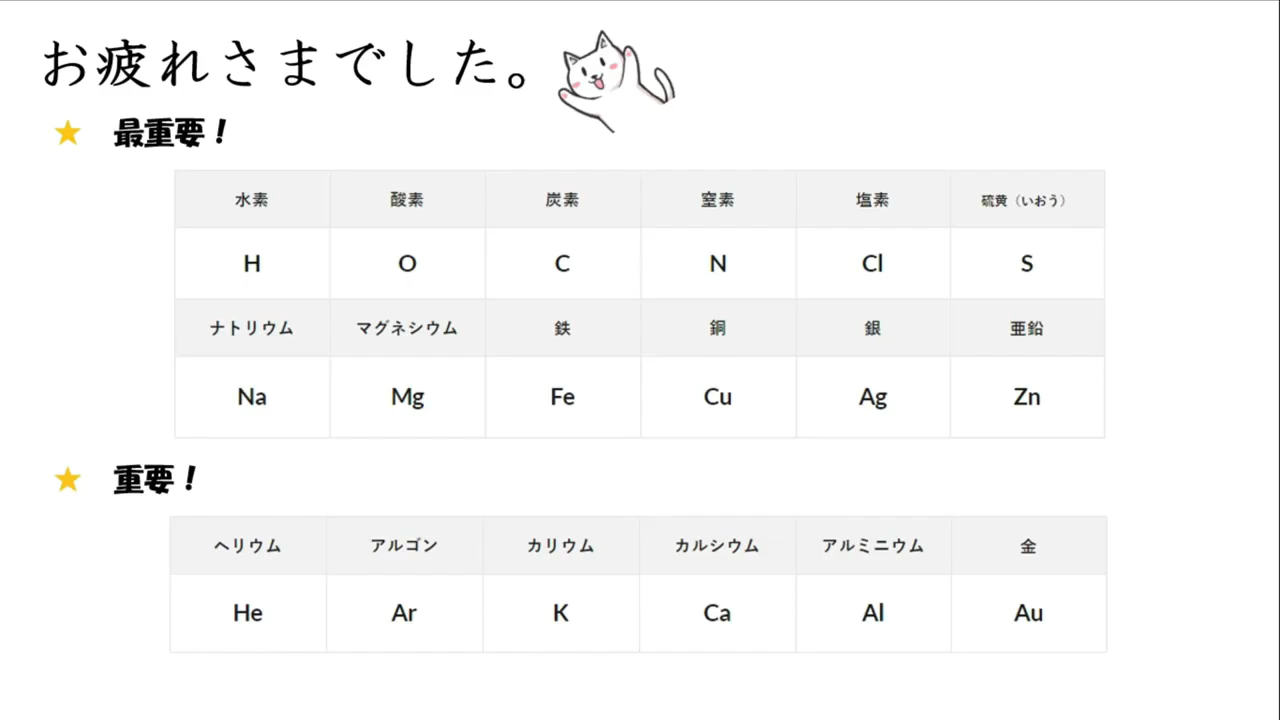 お疲れさまでした。
★ 最重要！
水素 酸素 炭素 窒素 塩素 硫黄（いおう）
H O C N Cl S
ナトリウム マグネシウム 鉄 銅 銀 亜鉛
Na Mg Fe Cu Ag Zn
★ 重要！
ヘリウム アルゴン カリウム カルシウム アルミニウム 金
He Ar K Ca Al Au